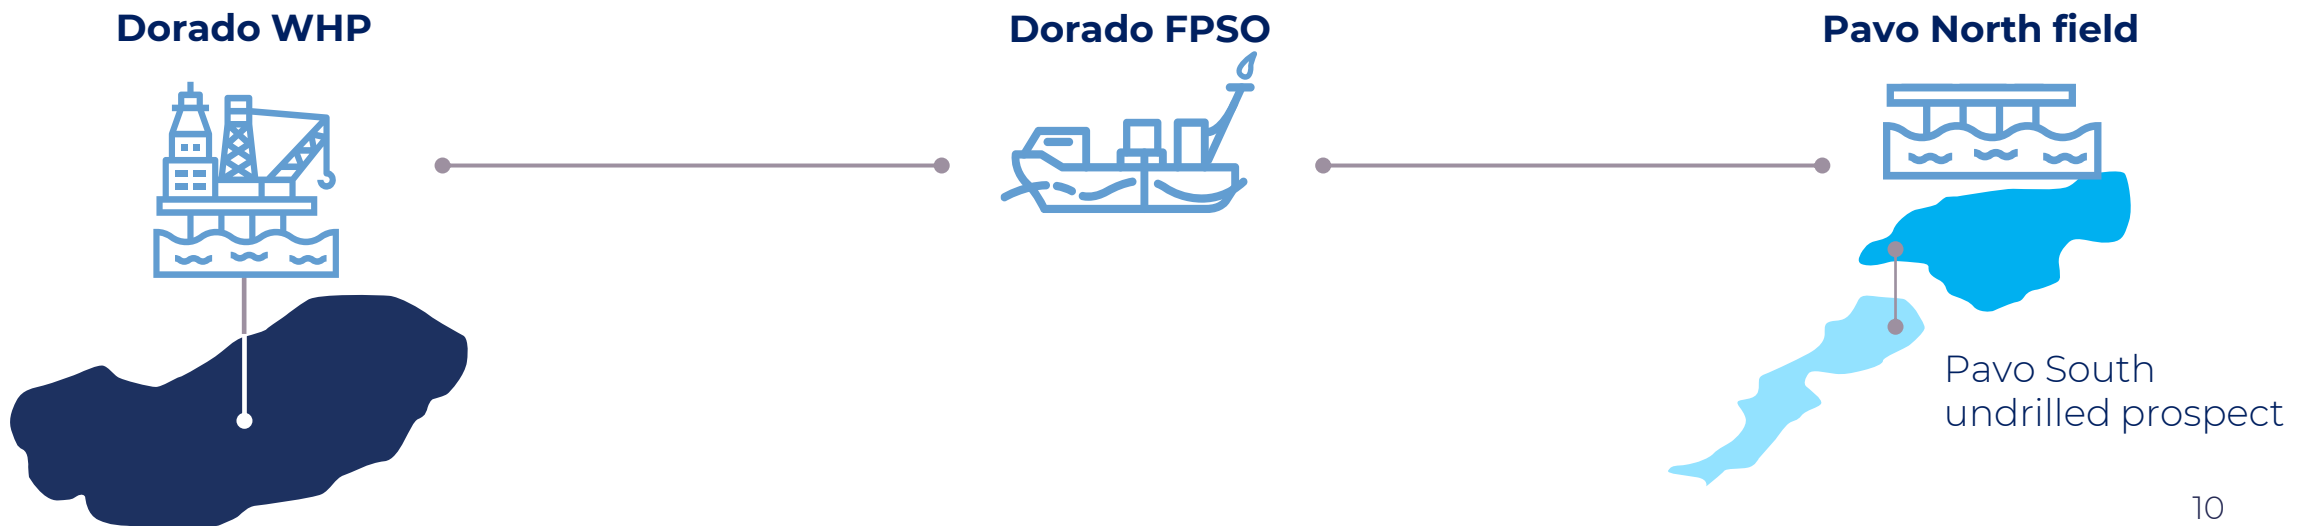 Dorado WHP
Dorado FPSO
Pavo North field
Pavo South
undrilled prospect
10